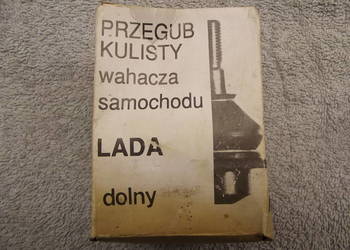 PRZEGUB
KULISTY
wahacza
samochodu
LADA
dolny